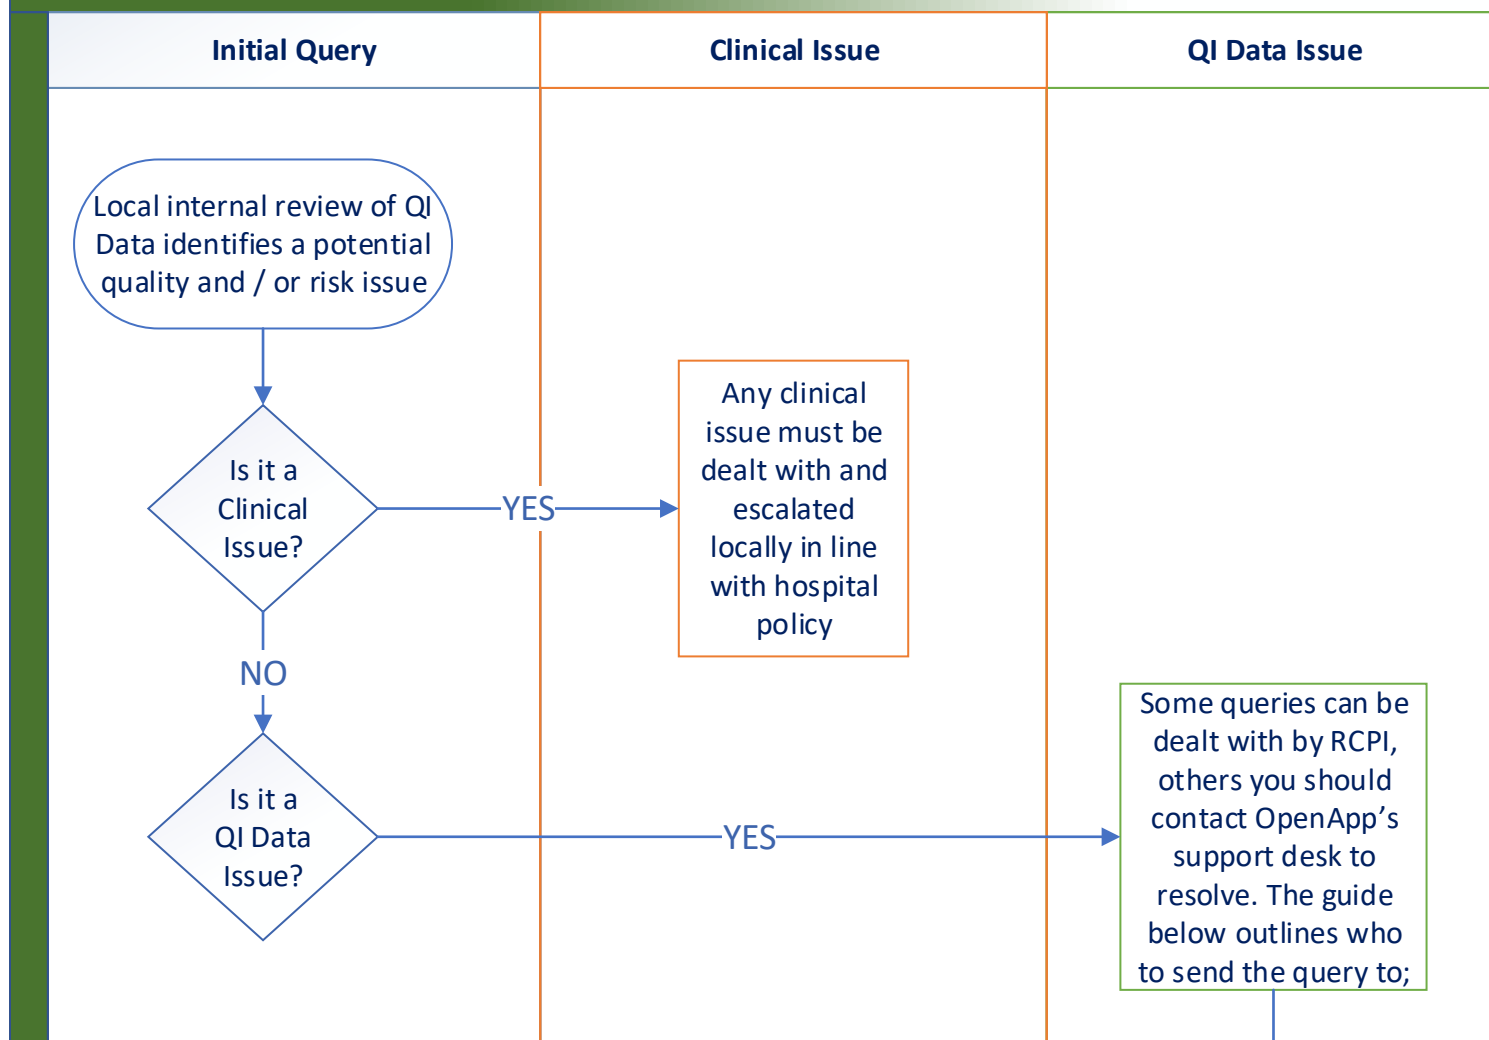 Initial Query
Clinical Issue
QI Data Issue
Local internal review of QI
Data identifies a potential
quality and / or risk issue
Is it a
Clinical
Issue?
YES
Any clinical
issue must be
dealt with and
escalated
locally in line
with hospital
policy
NO
Is it a
QI Data
Issue?
YES
Some queries can be
dealt with by RCPI,
others you should
contact OpenApp’s
support desk to
resolve. The guide
below outlines who
to send the query to;